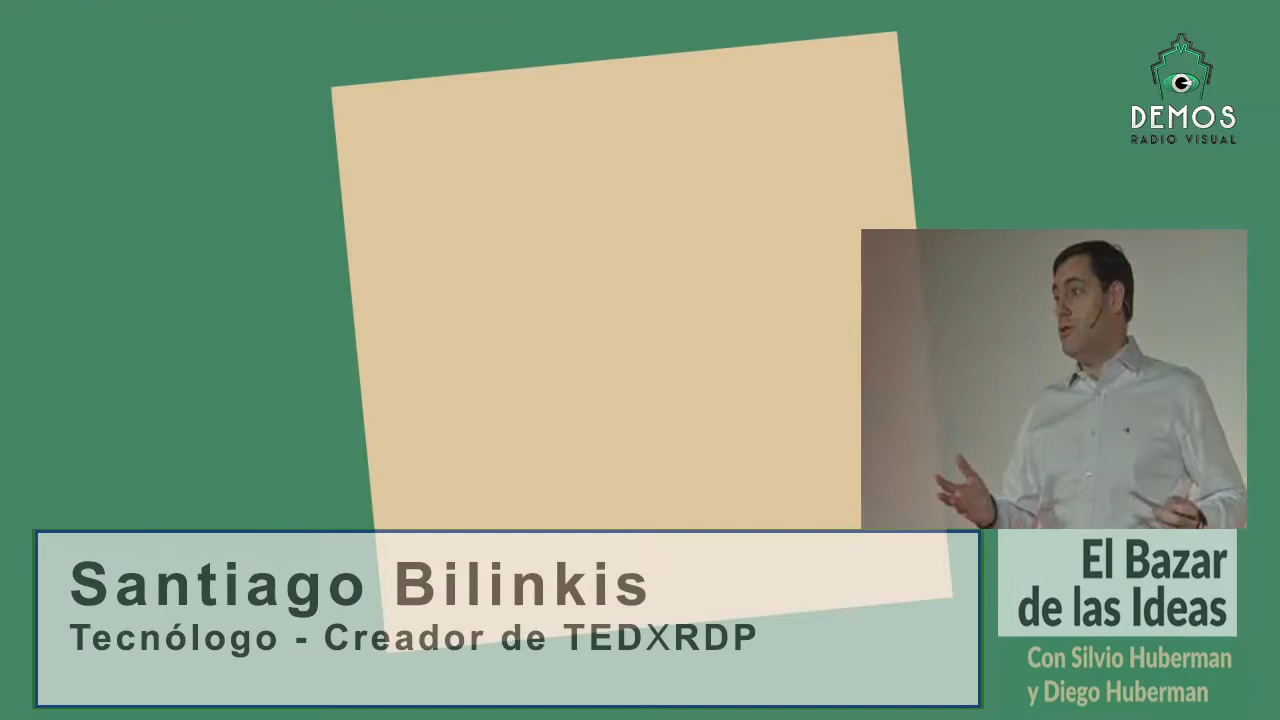 DEMOS
RADIO VISUAL
Santiago Bilinkis
Tecnólogo - Creador de TEDXRDP
El Bazar
de las Ideas
Con Silvio Huberman
y Diego Huberman